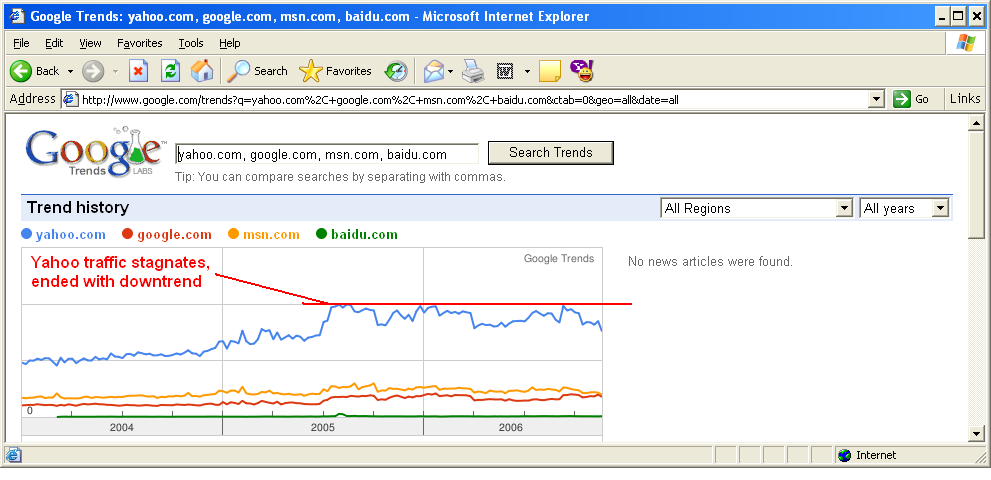 Google Trends: yahoo.com, google.com, msn.com, baidu.com - Microsoft Internet Explorer
File Edit View Favorites Tools Help
Back Search Favorites
Address http://www.google.com/trends?q=yahoo.com%2C+google.com%2C+msn.com%2C+baidu.com&ctab=0&geo=all&date=all Go Links
Google™
Trends LABS
yahoo.com, google.com, msn.com, baidu.com Search Trends
Tip: You can compare searches by separating with commas.
Trend history All Regions All years
yahoo.com google.com msn.com baidu.com
Google Trends
Yahoo traffic stagnates,
ended with downtrend
No news articles were found.
0
2004 2005 2006
Internet